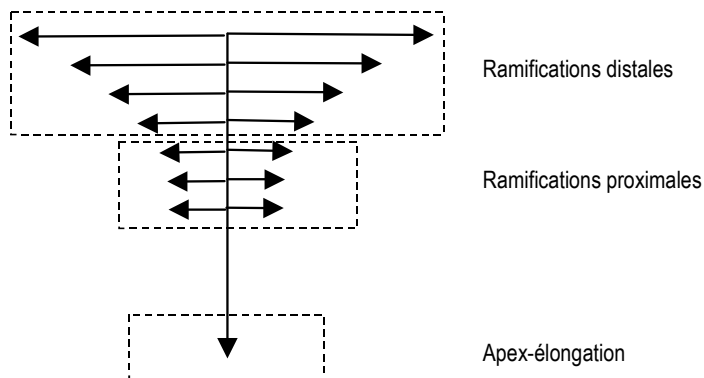 Ramifications distales
Ramifications proximales
Apex-élongation